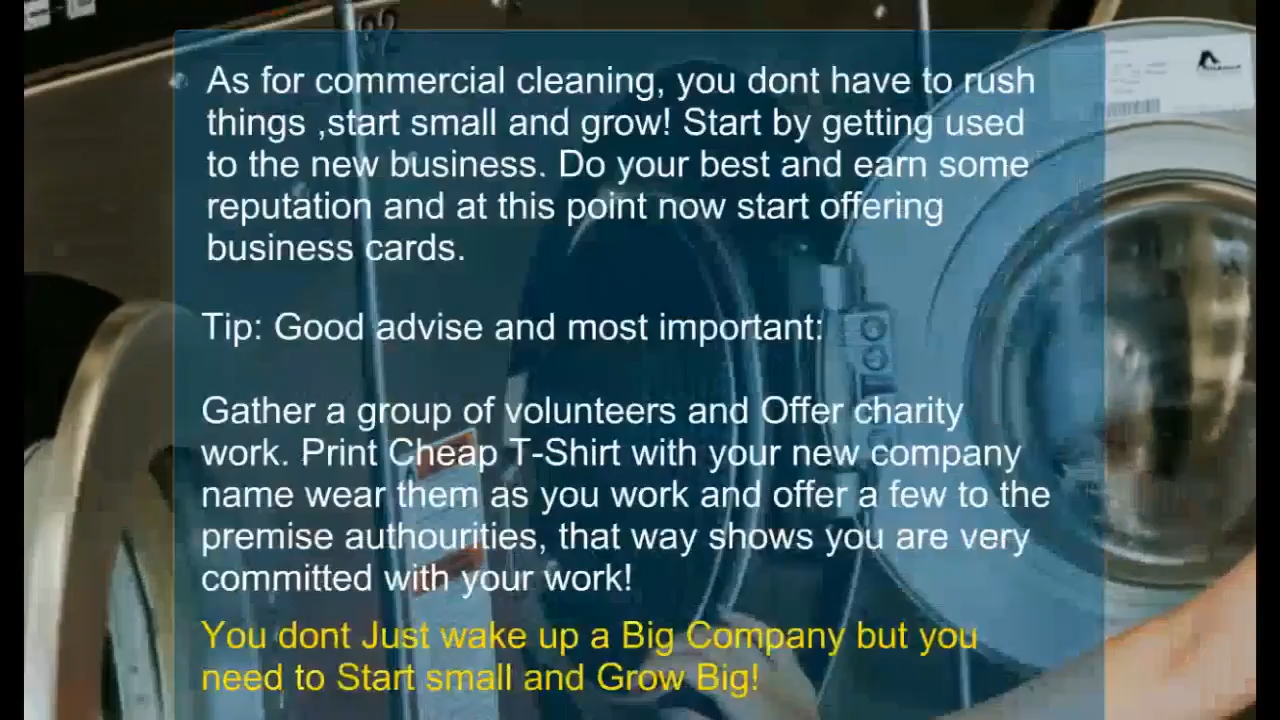 32
As for commercial cleaning, you dont have to rush
things ,start small and grow! Start by getting used
to the new business. Do your best and earn some
reputation and at this point now start offering
business cards.
Tip: Good advise and most important:
Gather a group of volunteers and Offer charity
work. Print Cheap T-Shirt with your new company
name wear them as you work and offer a few to the
premise authourities, that way shows you are very
committed with your work!
You dont Just wake up a Big Company but you
need to Start small and Grow Big!